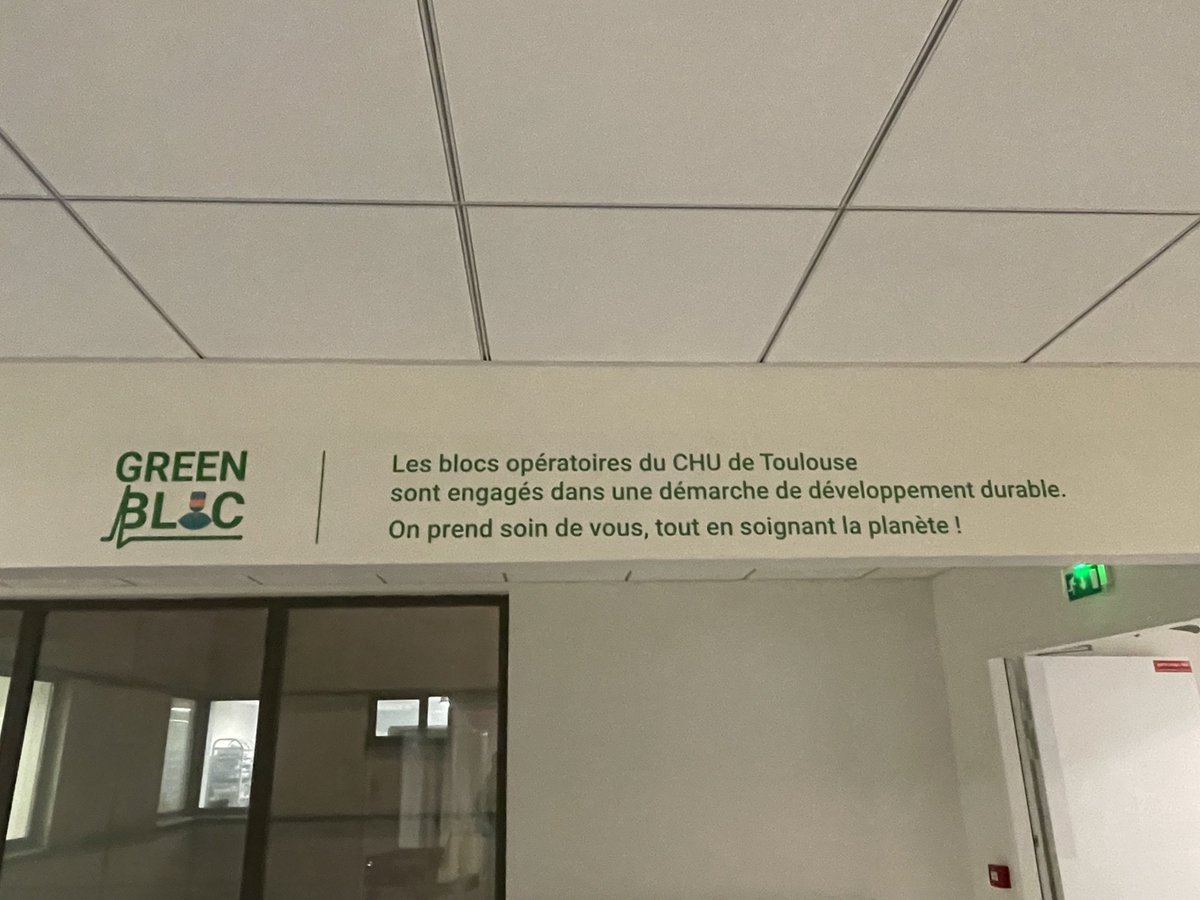 GREEN
BLOC
Les blocs opératoires du CHU de Toulouse
sont engagés dans une démarche de développement durable.
On prend soin de vous, tout en soignant la planète !